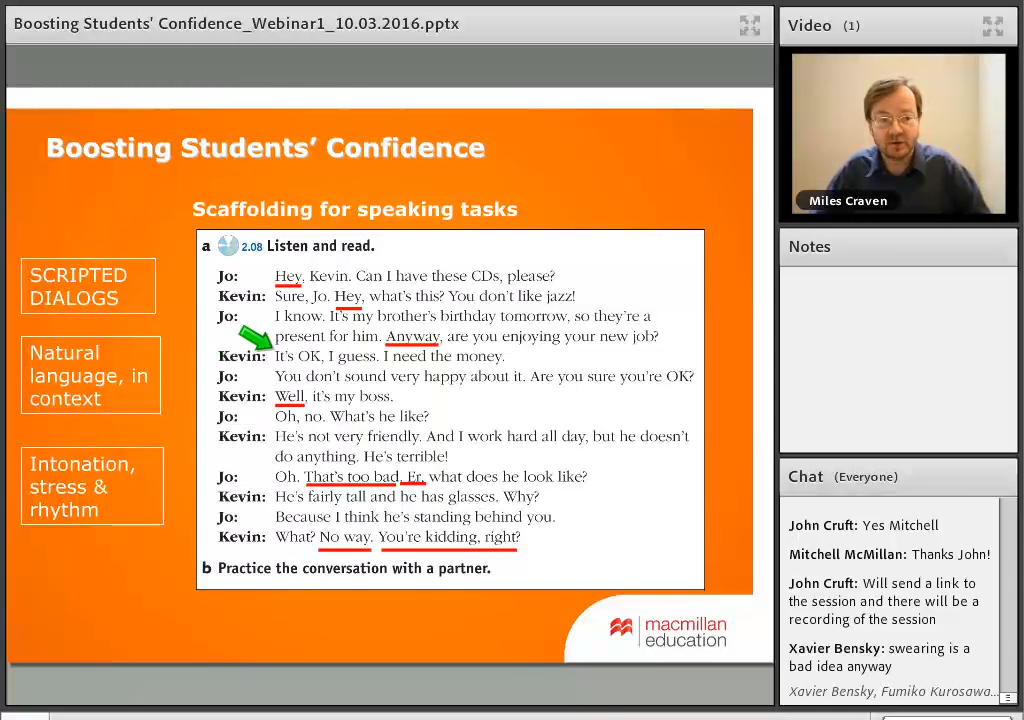 Boosting Students' Confidence_Webinar1_10.03.2016.pptx
Boosting Students' Confidence
Scaffolding for speaking tasks
SCRIPTED
DIALOGS
Natural
language, in
context
Intonation,
stress &
rhythm
a 2.08 Listen and read.
Jo: Hey, Kevin. Can I have these CDs, please?
Kevin: Sure, Jo. Hey, what's this? You don't like jazz!
Jo: I know. It's my brother's birthday tomorrow, so they're a
present for him. Anyway, are you enjoying your new job?
Kevin: It's OK, I guess. I need the money.
Jo: You don't sound very happy about it. Are you sure you're OK?
Kevin: Well, it's my boss.
Jo: Oh, no. What's he like?
Kevin: He's not very friendly. And I work hard all day, but he doesn't
do anything. He's terrible!
Jo: Oh. That's too bad. Er, what does he look like?
Kevin: He's fairly tall and he has glasses. Why?
Jo: Because I think he's standing behind you.
Kevin: What? No way. You're kidding, right?
b Practice the conversation with a partner.
macmillan
education
Video (1)
Miles Craven
Notes
Chat (Everyone)
John Cruft: Yes Mitchell
Mitchell McMillan: Thanks John!
John Cruft: Will send a link to
the session and there will be a
recording of the session
Xavier Bensky: swearing is a
bad idea anyway
Xavier Bensky, Fumiko Kurosawa...